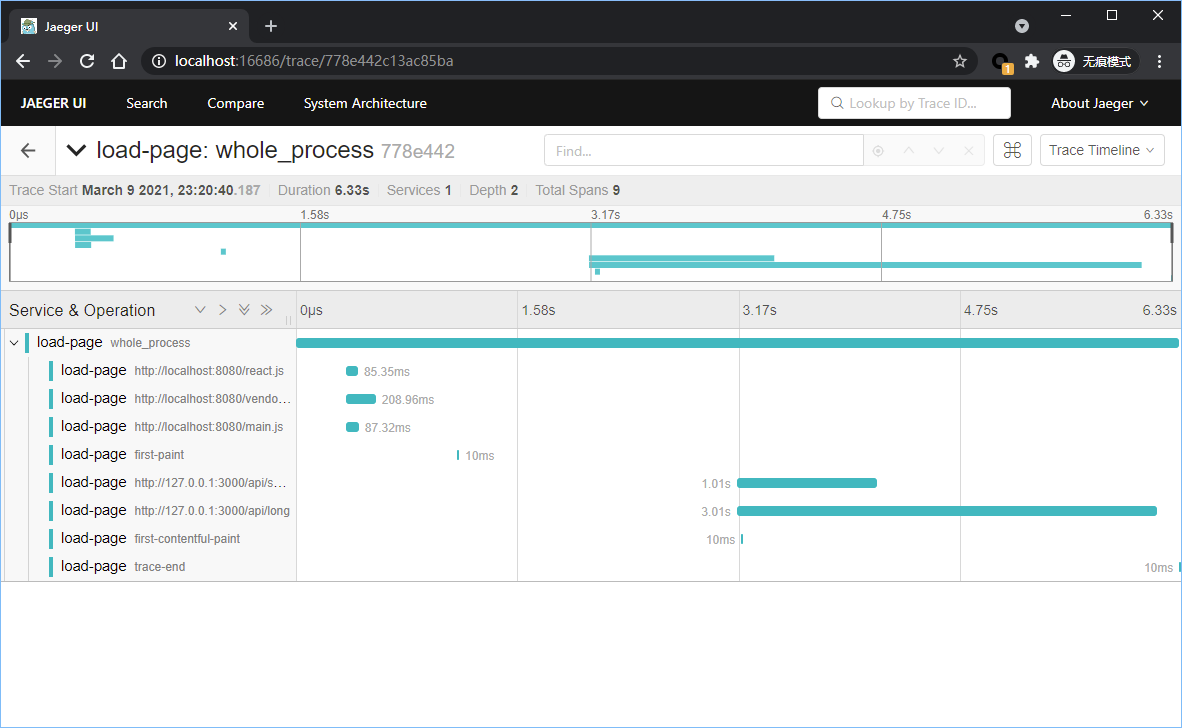 Jaeger UI
localhost:16686/trace/778e442c13ac85ba
1
无痕模式
JAEGER UI Search Compare System Architecture Lookup by Trace ID... About Jaeger
load-page: whole_process 778e442 Find... ⌘ Trace Timeline
Trace Start March 9 2021, 23:20:40.187 Duration 6.33s Services 1 Depth 2 Total Spans 9
0μs 1.58s 3.17s 4.75s 6.33s
Service & Operation 0μs 1.58s 3.17s 4.75s 6.33s
load-page whole_process
load-page http://localhost:8080/react.js 85.35ms
load-page http://localhost:8080/vendo... 208.96ms
load-page http://localhost:8080/main.js 87.32ms
load-page first-paint 10ms
load-page http://127.0.0.1:3000/api/s... 1.01s
load-page http://127.0.0.1:3000/api/long 3.01s
load-page first-contentful-paint 10ms
load-page trace-end 10ms